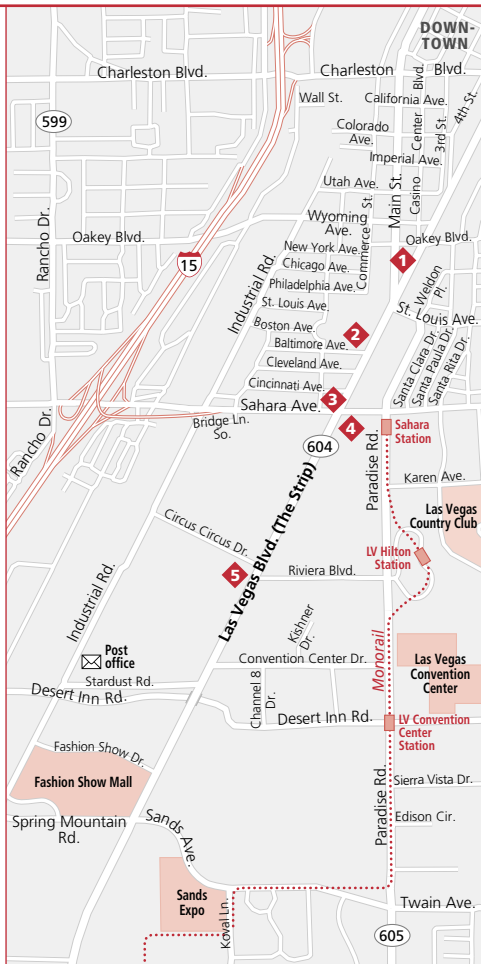 DOWN-
TOWN
Charleston Blvd.
Charleston Blvd.
Wall St.
California Ave.
Casino Center Blvd.
3rd St.
4th St.
599
Colorado
Ave.
Imperial Ave.
Utah Ave.
Main St.
Wyoming
Ave.
Commerce St.
Oakey Blvd.
Oakey Blvd.
Rancho Dr.
15
Industrial Rd.
New York Ave.
1
Chicago Ave.
Philadelphia Ave.
Weldon
Pl.
St. Louis Ave.
St. Louis Ave.
Boston Ave.
2
Baltimore Ave.
Cleveland Ave.
Santa Clara Dr.
Santa Paula Dr.
Santa Rita Dr.
Cincinnati Ave.
3
Sahara Ave.
Bridge Ln.
So.
4
Sahara
Station
604
Rancho Dr.
Paradise Rd.
Karen Ave.
Las Vegas
Country Club
Las Vegas Blvd. (The Strip)
Circus Circus Dr.
LV Hilton
Station
5
Riviera Blvd.
Industrial Rd.
Kishner
Dr.
Post
office
Convention Center Dr.
Monorail
Las Vegas
Convention
Center
Stardust Rd.
Channel 8
Dr.
Desert Inn Rd.
Desert Inn Rd.
LV Convention
Center
Station
Fashion Show Dr.
Fashion Show Mall
Paradise Rd.
Sierra Vista Dr.
Spring Mountain
Rd.
Sands Ave.
Edison Cir.
Sands
Expo
Koval Ln.
Twain Ave.
605